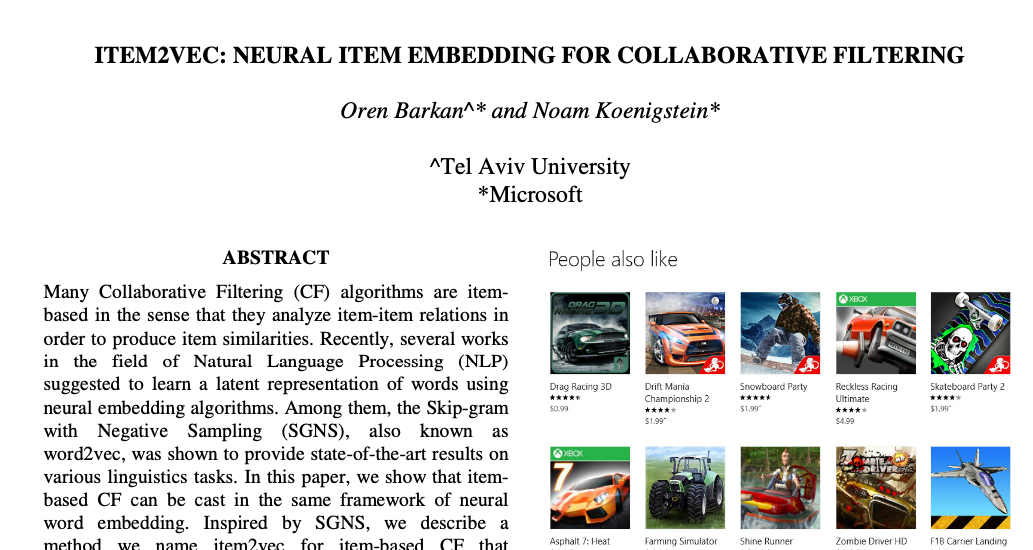 ITEM2VEC: NEURAL ITEM EMBEDDING FOR COLLABORATIVE FILTERING
Oren Barkan^* and Noam Koenigstein*
^Tel Aviv University
*Microsoft
ABSTRACT
Many Collaborative Filtering (CF) algorithms are item-
based in the sense that they analyze item-item relations in
order to produce item similarities. Recently, several works
in the field of Natural Language Processing (NLP)
suggested to learn a latent representation of words using
neural embedding algorithms. Among them, the Skip-gram
with Negative Sampling (SGNS), also known as
word2vec, was shown to provide state-of-the-art results on
various linguistics tasks. In this paper, we show that item-
based CF can be cast in the same framework of neural
word embedding. Inspired by SGNS, we describe a
method we name item2vec for item-based CF that
People also like
DRAG
XBOX
Drag Racing 3D
Drift Mania
Championship 2
Snowboard Party
Reckless Racing
Ultimate
Skateboard Party 2
$0.99
$1.99*
$1.99*
$4.99
$1.99*
XBOX
7
ZOMBIE
DRIVER
Asphalt 7: Heat
Farming Simulator
Shine Runner
Zombie Driver HD
F18 Carrier Landing